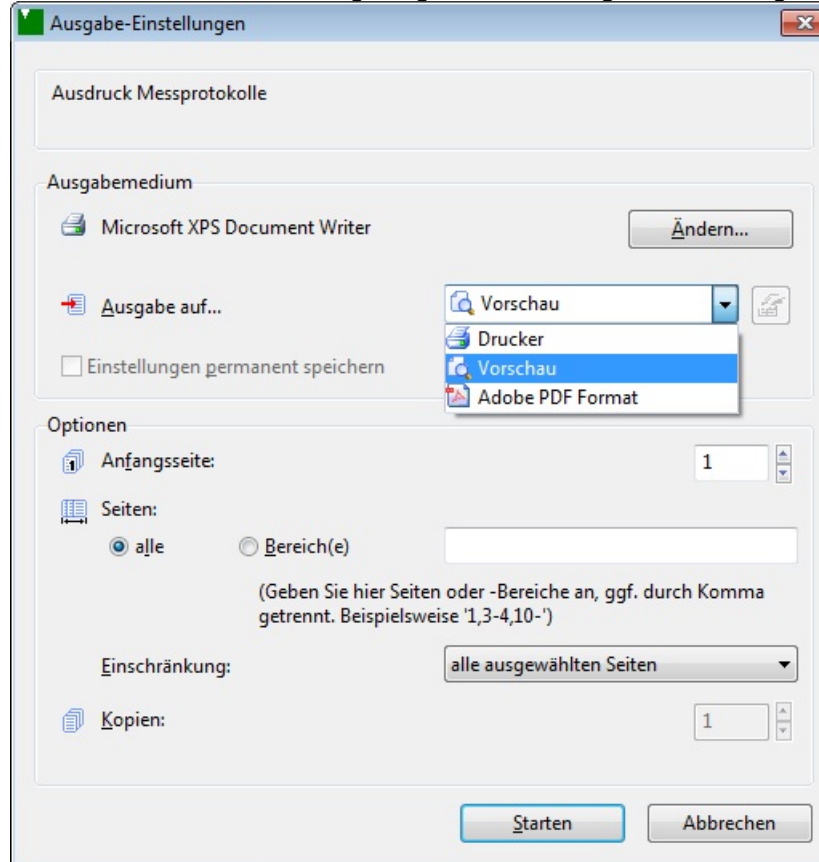 Ausgabe-Einstellungen
Ausdruck Messprotokolle
Ausgabemedium
Microsoft XPS Document Writer
Ändern...
Ausgabe auf...
Vorschau
Drucker
Einstellungen permanent speichern
Vorschau
Adobe PDF Format
Optionen
Anfangsseite:
1
Seiten:
alle
Bereich(e)
(Geben Sie hier Seiten oder -Bereiche an, ggf. durch Komma
getrennt. Beispielsweise '1,3-4,10-')
Einschränkung:
alle ausgewählten Seiten
Kopien:
1
Starten
Abbrechen